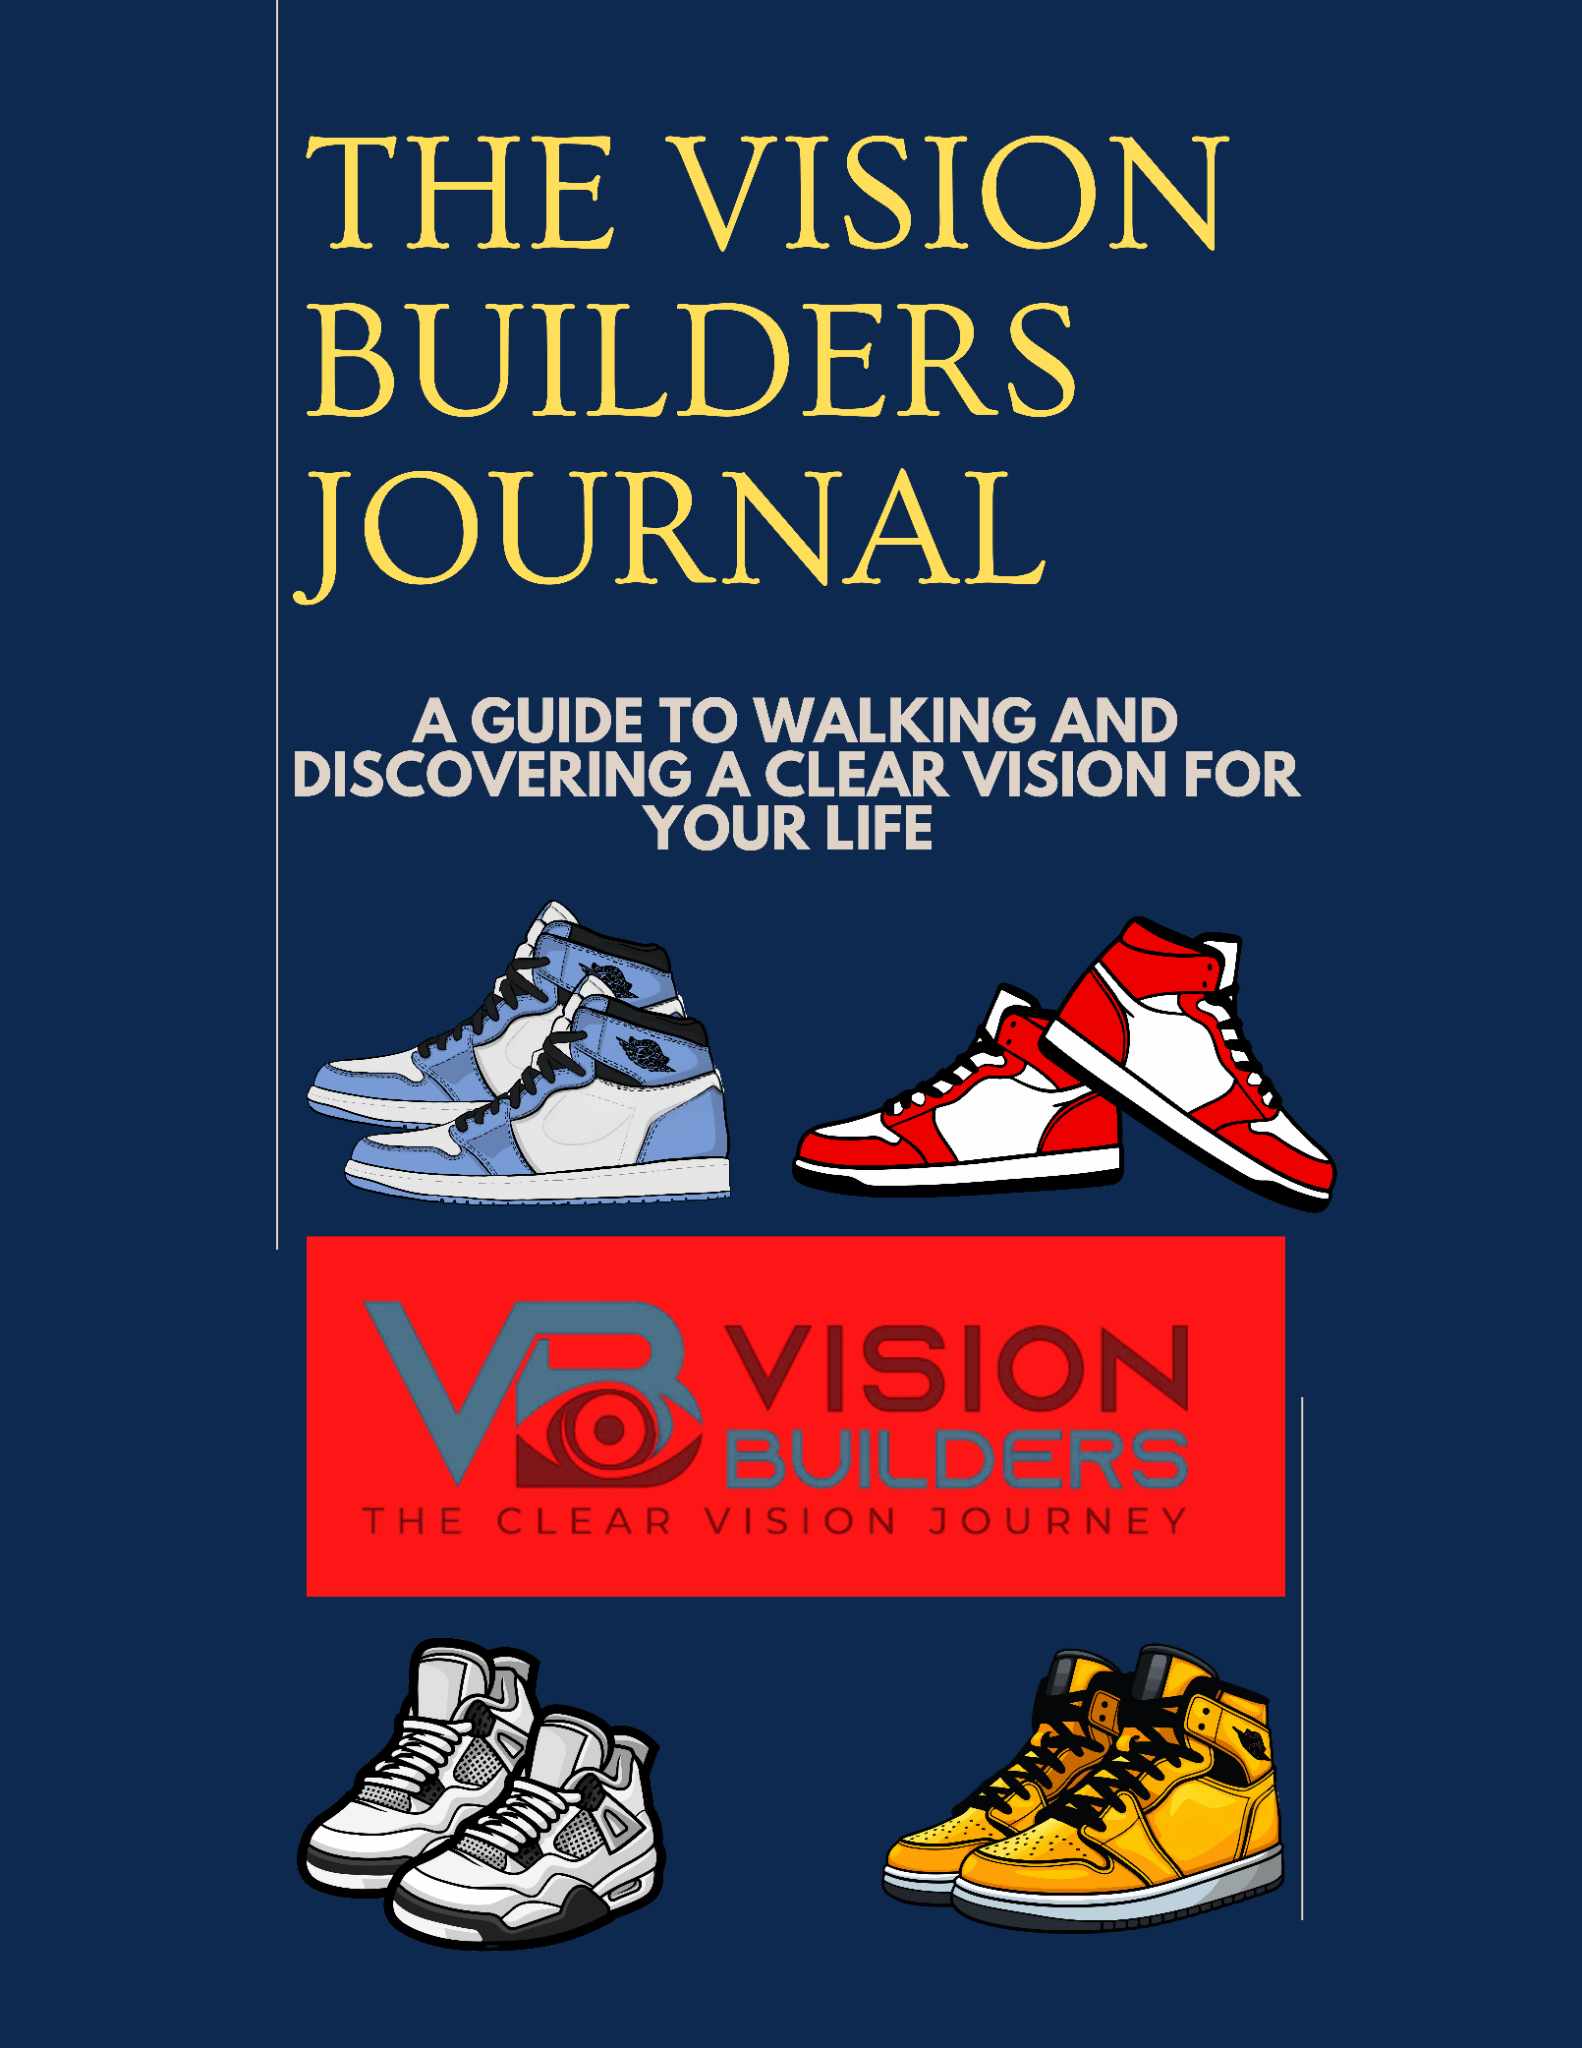 THE VISION
BUILDERS
JOURNAL
A GUIDE TO WALKING AND
DISCOVERING A CLEAR VISION FOR
YOUR LIFE
VB VISION
BUILDERS
THE CLEAR VISION JOURNEY